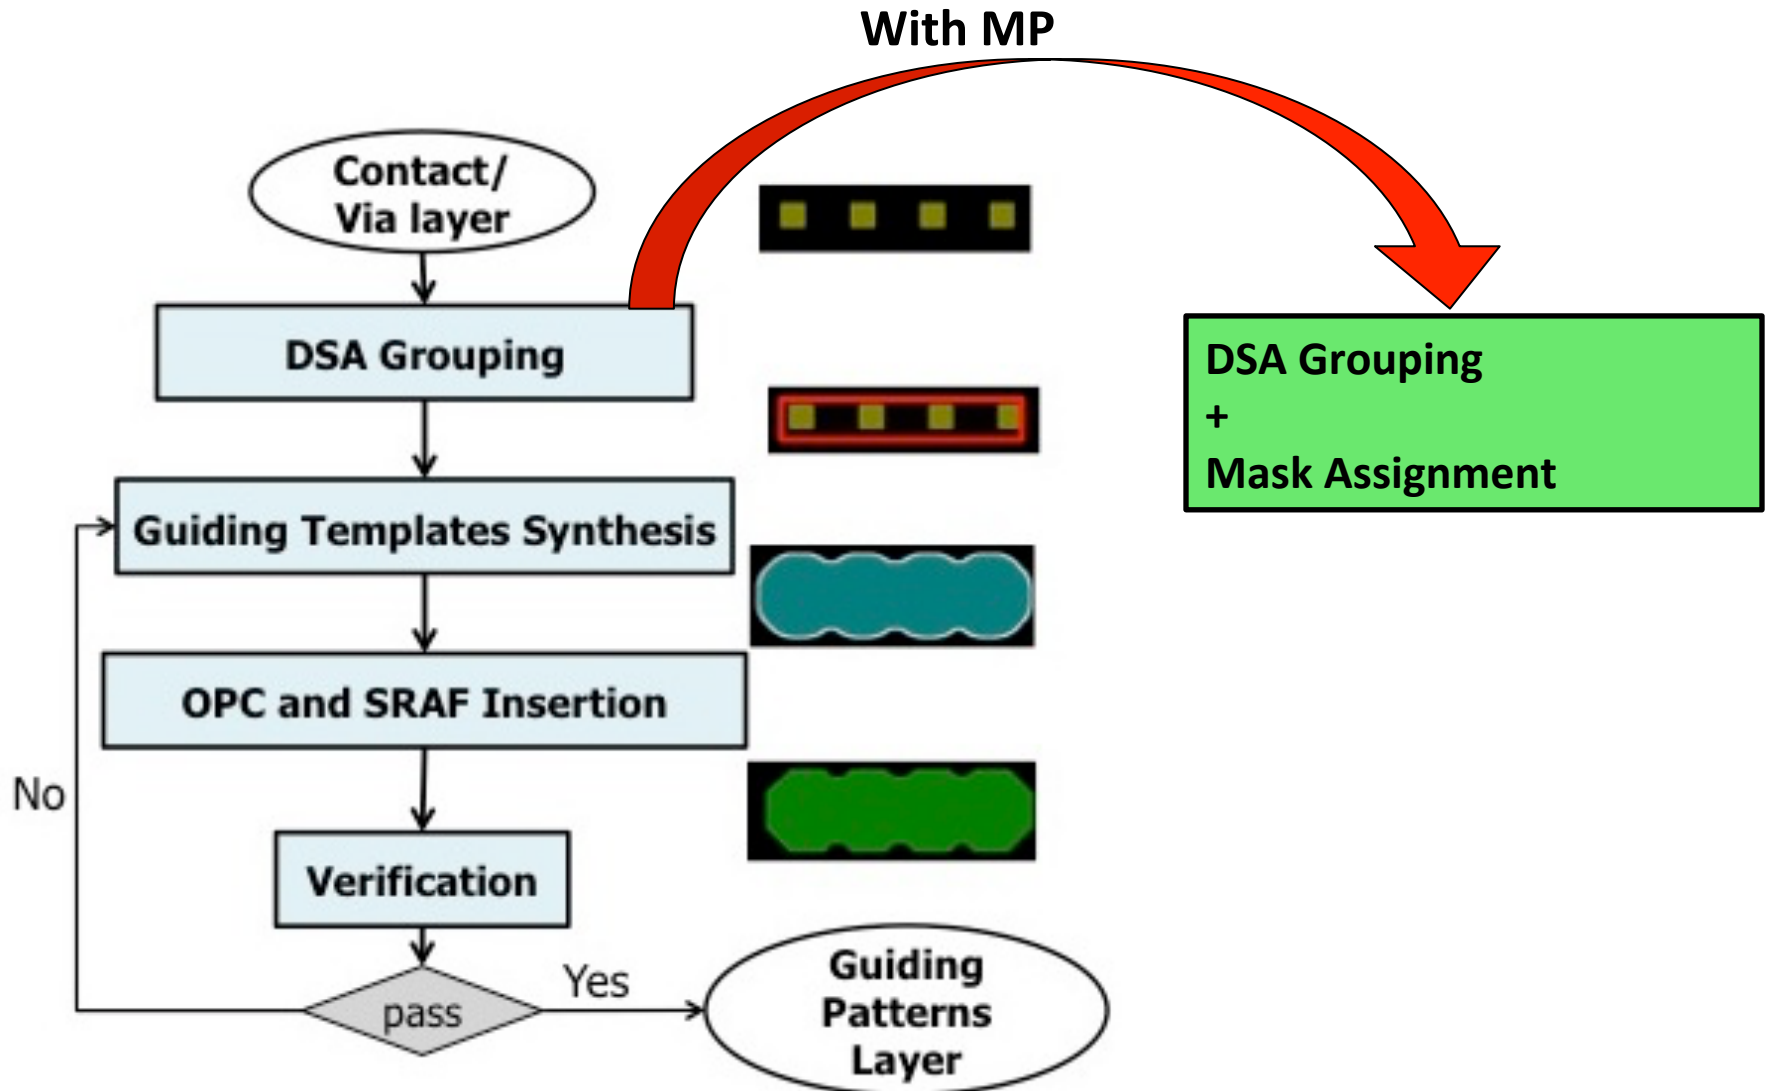 With MP
Contact/
Via layer
DSA Grouping
DSA Grouping
+
Mask Assignment
Guiding Templates Synthesis
OPC and SRAF Insertion
No
Verification
pass
Yes
Guiding
Patterns
Layer